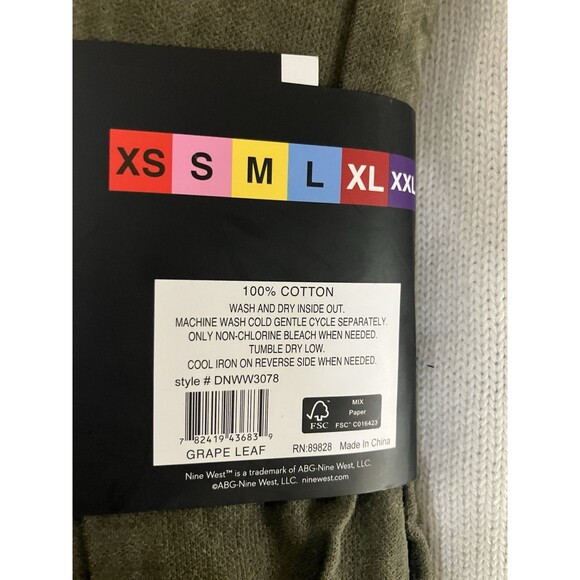 XS S M L XL XXL
100% COTTON
WASH AND DRY INSIDE OUT.
MACHINE WASH COLD GENTLE CYCLE SEPARATELY.
ONLY NON-CHLORINE BLEACH WHEN NEEDED.
TUMBLE DRY LOW.
COOL IRON ON REVERSE SIDE WHEN NEEDED.
style # DNWW3078
FSC
MIX
Paper
FSC™ C016423
7 82419 43683 9
GRAPE LEAF RN:89828 Made In China
Nine West™ is a trademark of ABG-Nine West, LLC.
©ABG-Nine West, LLC. ninewest.com